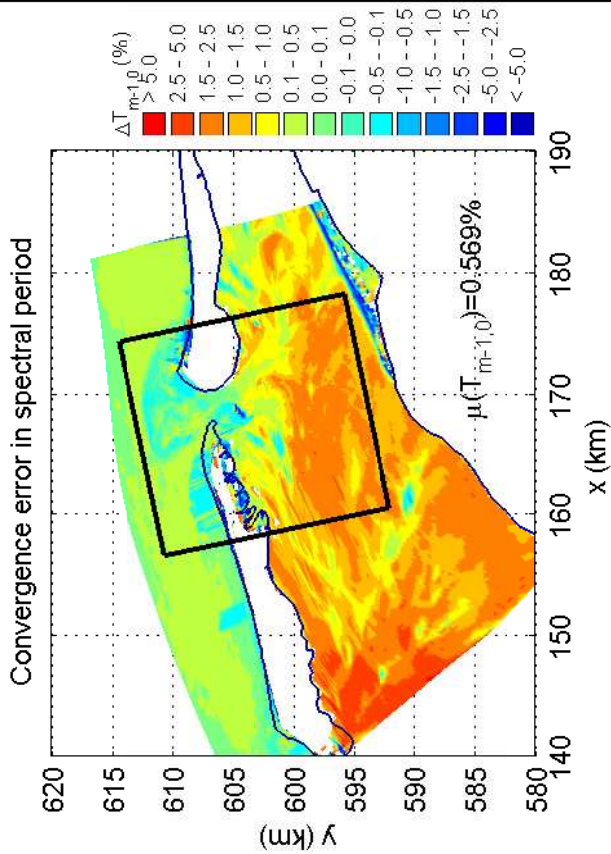 Convergence error in spectral period
620
615
610
605
600
595
590
585
580
y (km)
140
150
160
170
180
190
x (km)
μ(T_{m-1,0})=0.569%
ΔT_{m-1,0} (%)
> 5.0
2.5 - 5.0
1.5 - 2.5
1.0 - 1.5
0.5 - 1.0
0.1 - 0.5
0.0 - 0.1
-0.1 - 0.0
-0.5 - -0.1
-1.0 - -0.5
-1.5 - -1.0
-2.5 - -1.5
-5.0 - -2.5
< -5.0